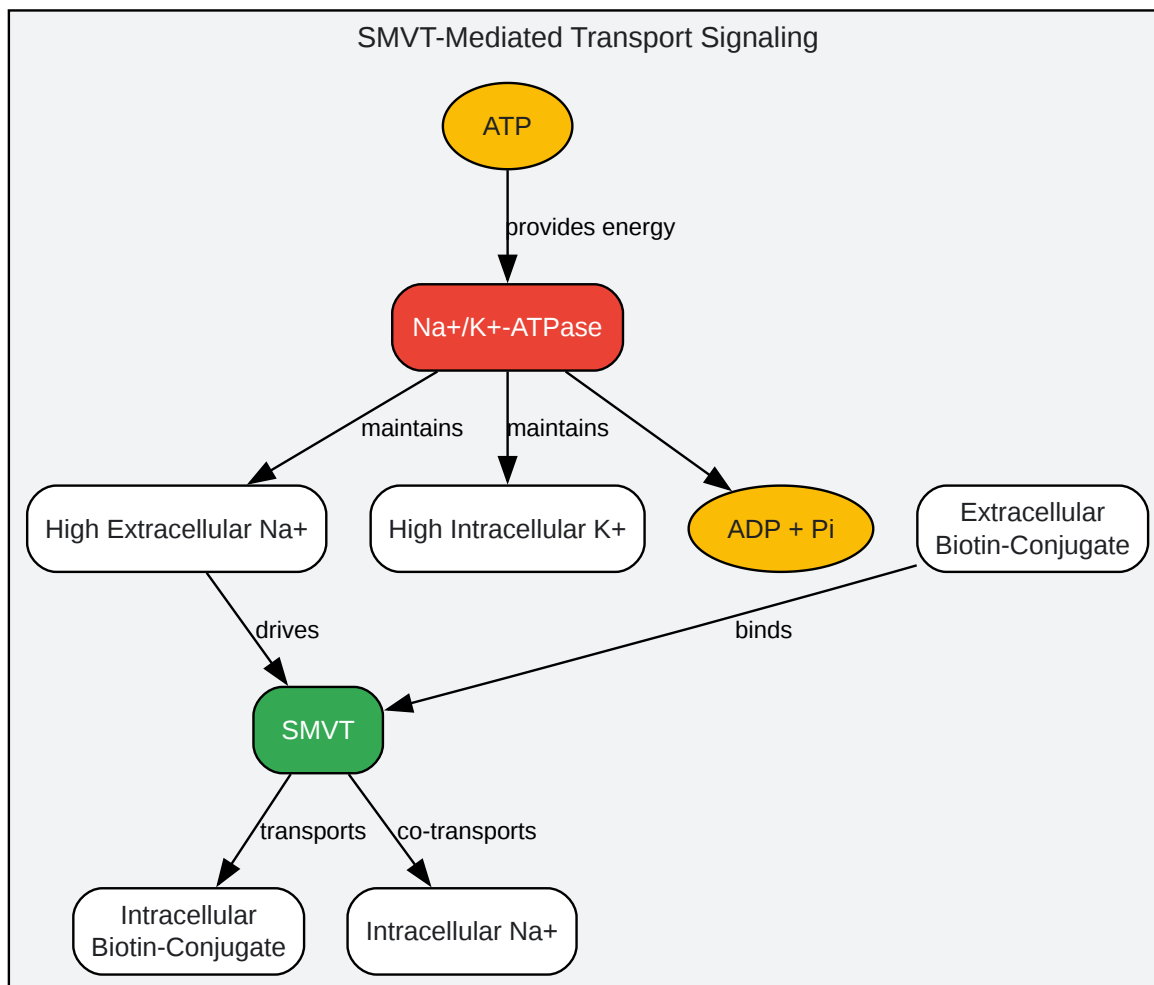 SMVT-Mediated Transport Signaling
ATP
provides energy
Na+/K+-ATPase
maintains
maintains
High Extracellular Na+
High Intracellular K+
ADP + Pi
Extracellular
Biotin-Conjugate
drives
binds
SMVT
transports
co-transports
Intracellular
Biotin-Conjugate
Intracellular Na+